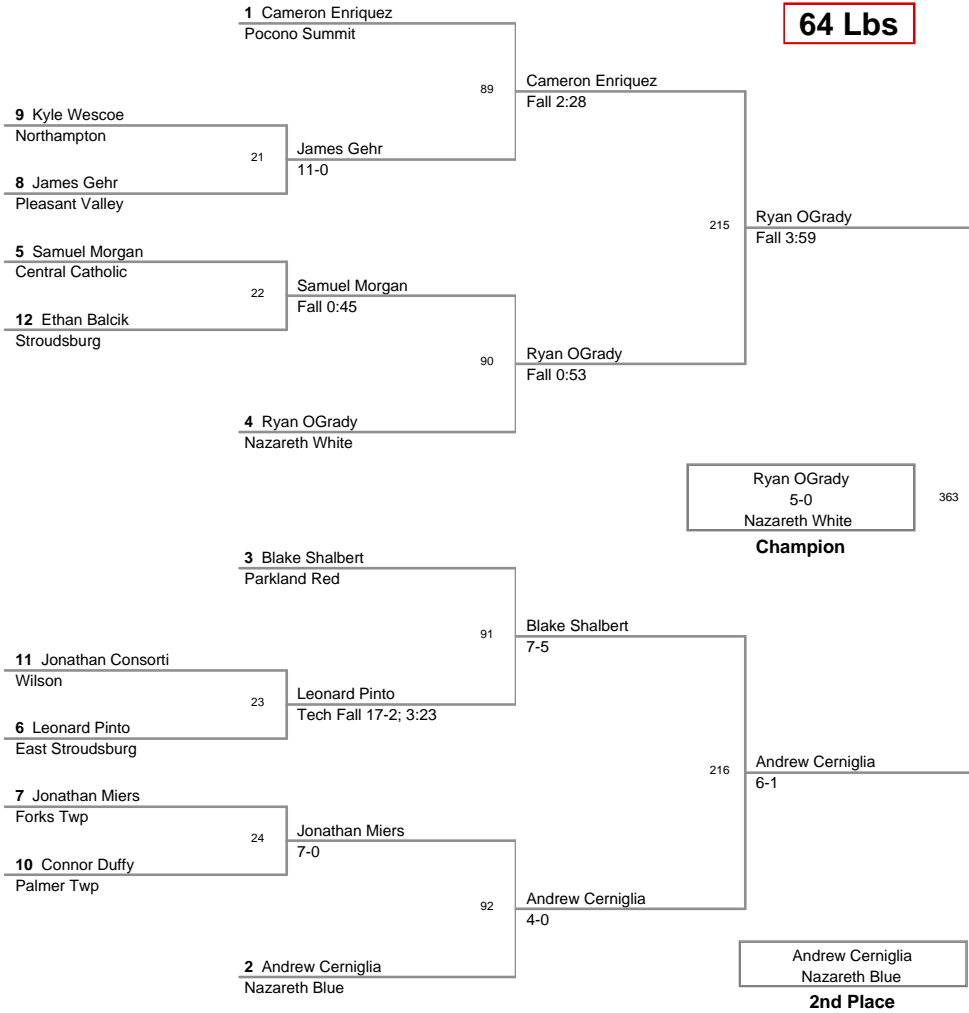 1 Cameron Enriquez
Pocono Summit
64 Lbs
89
Cameron Enriquez
Fall 2:28
9 Kyle Wescoe
Northampton
21
James Gehr
11-0
8 James Gehr
Pleasant Valley
215
Ryan OGrady
Fall 3:59
5 Samuel Morgan
Central Catholic
22
Samuel Morgan
Fall 0:45
12 Ethan Balcik
Stroudsburg
90
Ryan OGrady
Fall 0:53
4 Ryan OGrady
Nazareth White
Ryan OGrady
5-0
Nazareth White
363
Champion
3 Blake Shalbert
Parkland Red
91
Blake Shalbert
7-5
11 Jonathan Consorti
Wilson
23
Leonard Pinto
Tech Fall 17-2; 3:23
6 Leonard Pinto
East Stroudsburg
216
Andrew Cerniglia
6-1
7 Jonathan Miers
Forks Twp
24
Jonathan Miers
7-0
10 Connor Duffy
Palmer Twp
92
Andrew Cerniglia
4-0
2 Andrew Cerniglia
Nazareth Blue
Andrew Cerniglia
Nazareth Blue
2nd Place